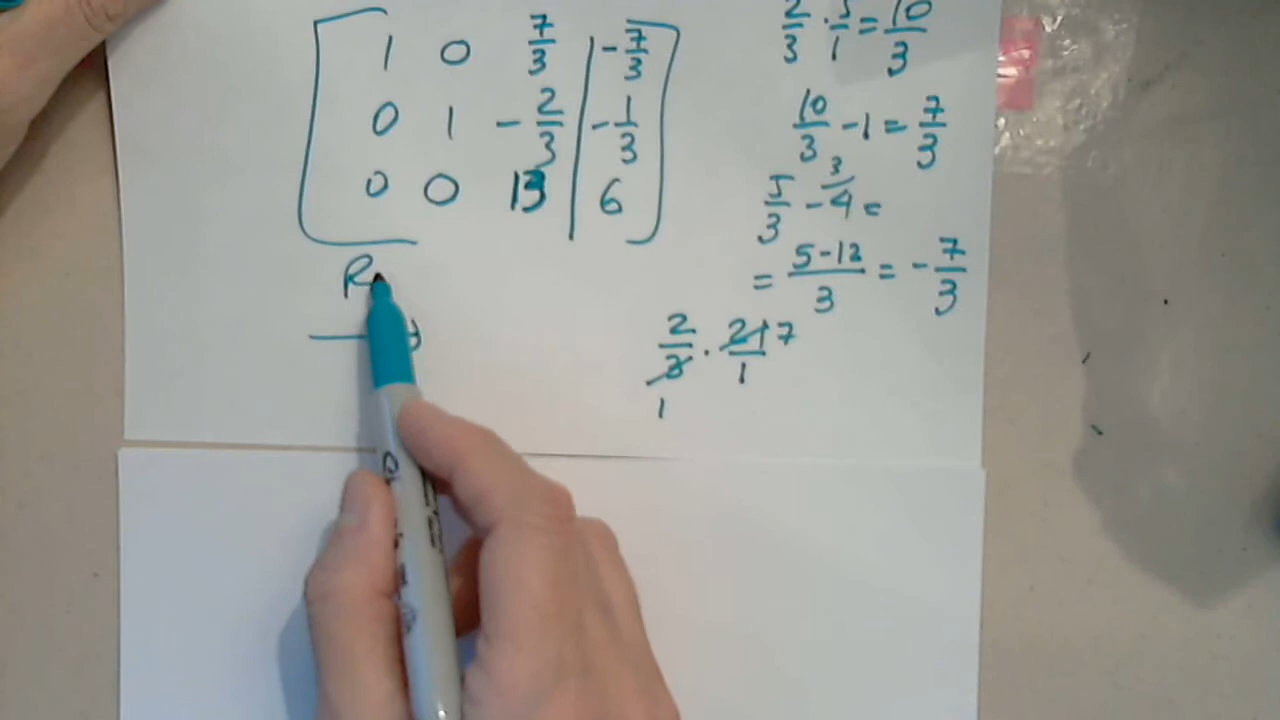 1 0 7/3 | -7/3
0 1 -2/3 | -1/3
0 0 13 | 6
R
2/3 · 5/1 = 10/3
10/3 - 1 = 7/3
5/3 - 3/4 =
= 5-12/3 = -7/3
2/3 · 21/1 7
1